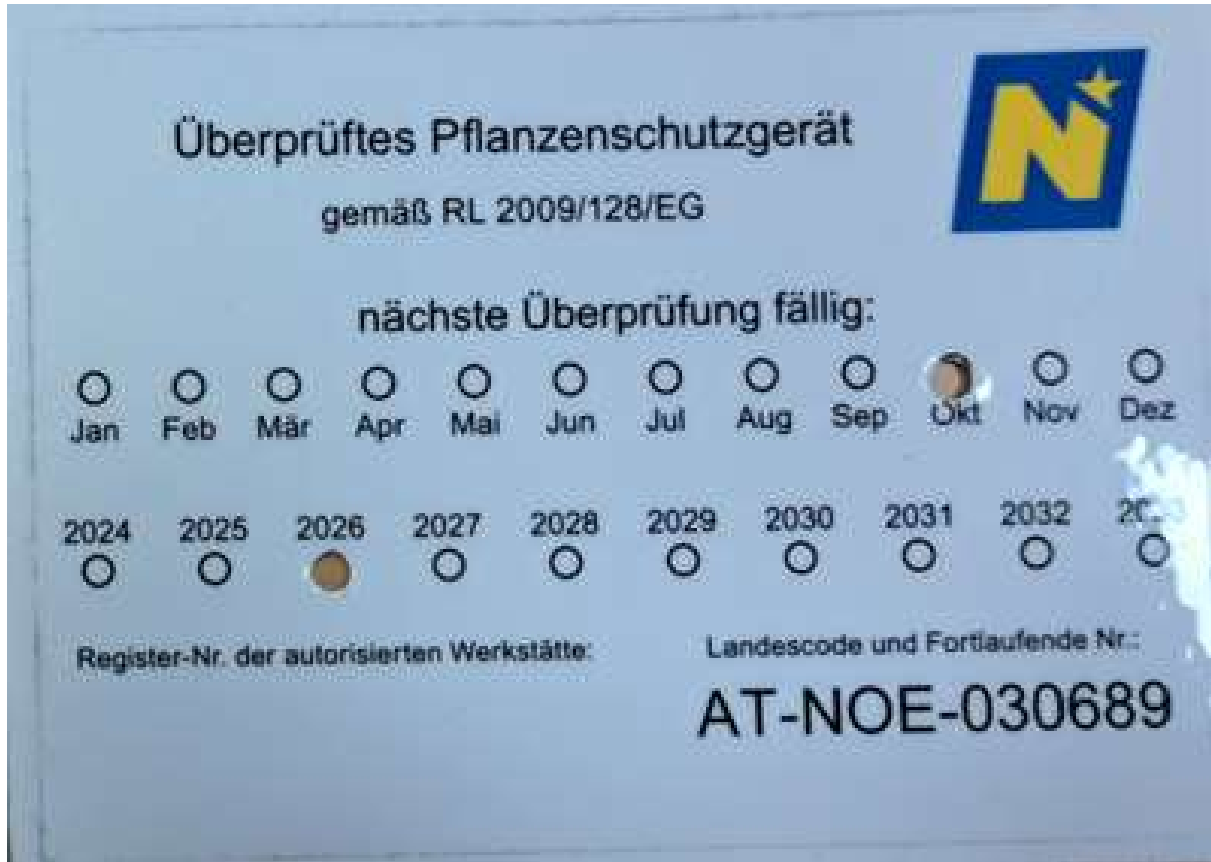 Überprüftes Pflanzenschutzgerät
gemäß RL 2009/128/EG
N
nächste Überprüfung fällig:
Jan Feb Mär Apr Mai Jun Jul Aug Sep Okt Nov Dez
2024 2025 2026 2027 2028 2029 2030 2031 2032
Register-Nr. der autorisierten Werkstätte:
Landescode und Fortlaufende Nr.:
AT-NOE-030689